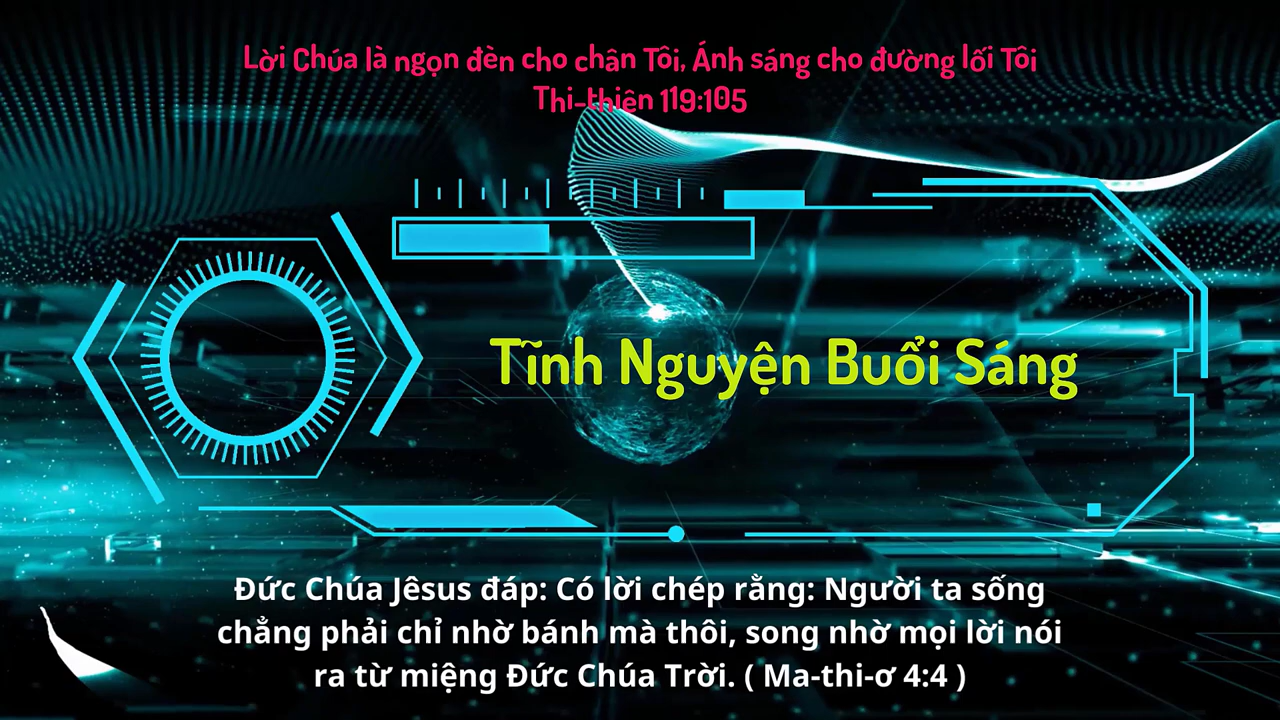 Lời Chúa là ngọn đèn cho chân Tôi, Ánh sáng cho đường lối Tôi
Thi-thiên 119:105
Tĩnh Nguyện Buổi Sáng
Đức Chúa Jêsus đáp: Có lời chép rằng: Người ta sống
chẳng phải chỉ nhờ bánh mà thôi, song nhờ mọi lời nói
ra từ miệng Đức Chúa Trời. ( Ma-thi-ơ 4:4 )